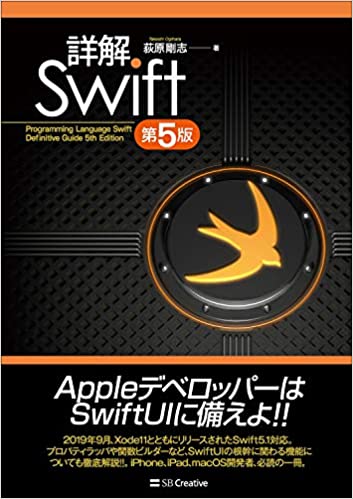 Takeshi Ogihara
詳解 荻原剛志 著
Swift
Programming Language Swift
Definitive Guide 5th Edition
第5版
Appleデベロッパーは
SwiftUIに備えよ!!
2019年9月、Xode11とともにリリースされたSwift5.1対応。
プロパティラッパや関数ビルダーなど、SwiftUIの根幹に関わる機能に
ついても徹底解説!!。iPhone、iPad、macOS開発者、必読の一冊。
SB Creative